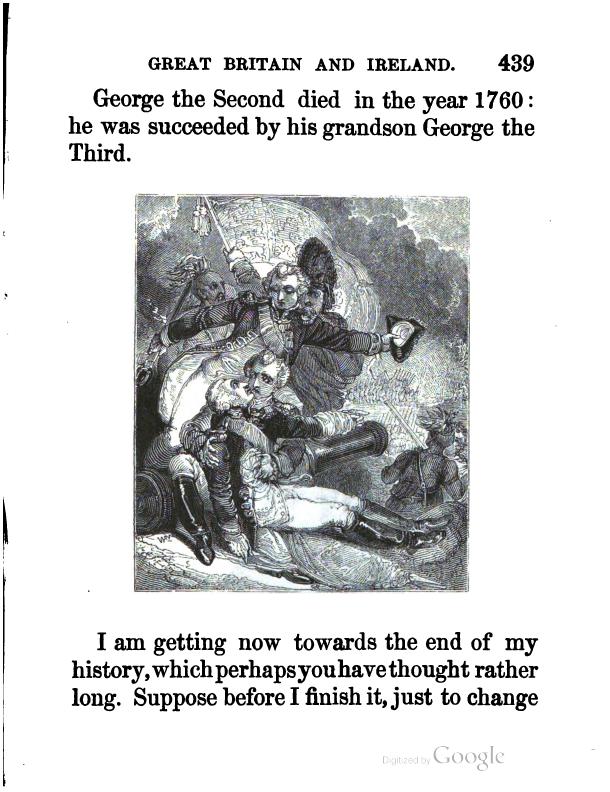 GREAT BRITAIN AND IRELAND. 439
George the Second died in the year 1760:
he was succeeded by his grandson George the
Third.
I am getting now towards the end of my
history, which perhaps you have thought rather
long. Suppose before I finish it, just to change
Digitized by Google